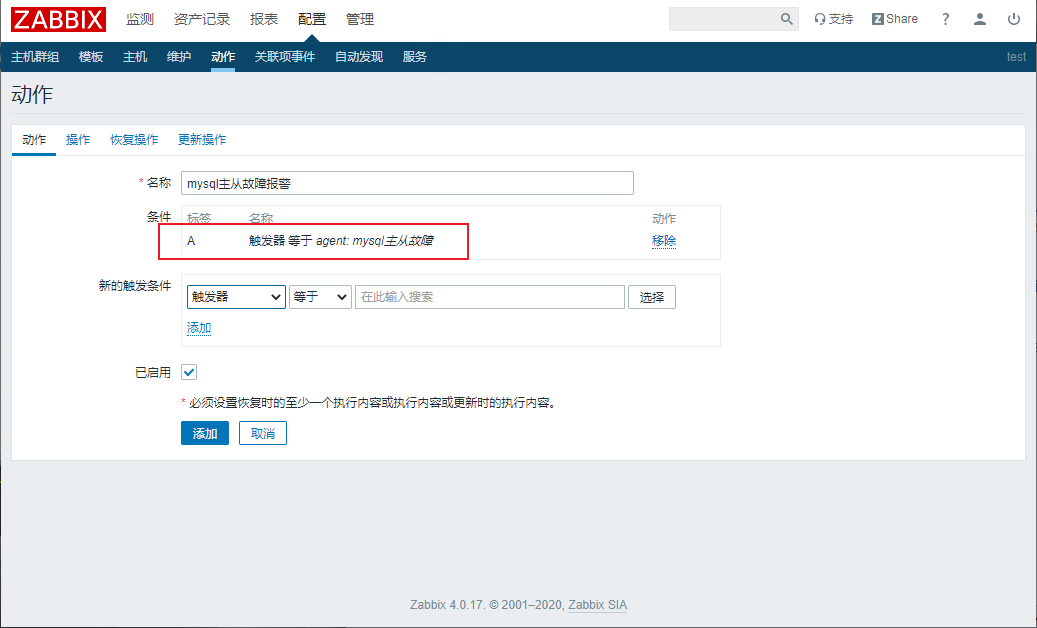 ZABBIX 监测 资产记录 报表 配置 管理 支持 Z Share ?
主机群组 模板 主机 维护 动作 关联项事件 自动发现 服务 test
动作
动作 操作 恢复操作 更新操作
* 名称 mysql主从故障报警
条件 标签 名称 动作
A 触发器 等于 agent: mysql主从故障 移除
新的触发条件 触发器 等于 在此输入搜索 选择
添加
已启用
* 必须设置恢复时的至少一个执行内容或执行内容或更新时的执行内容。
添加 取消
Zabbix 4.0.17. © 2001–2020, Zabbix SIA